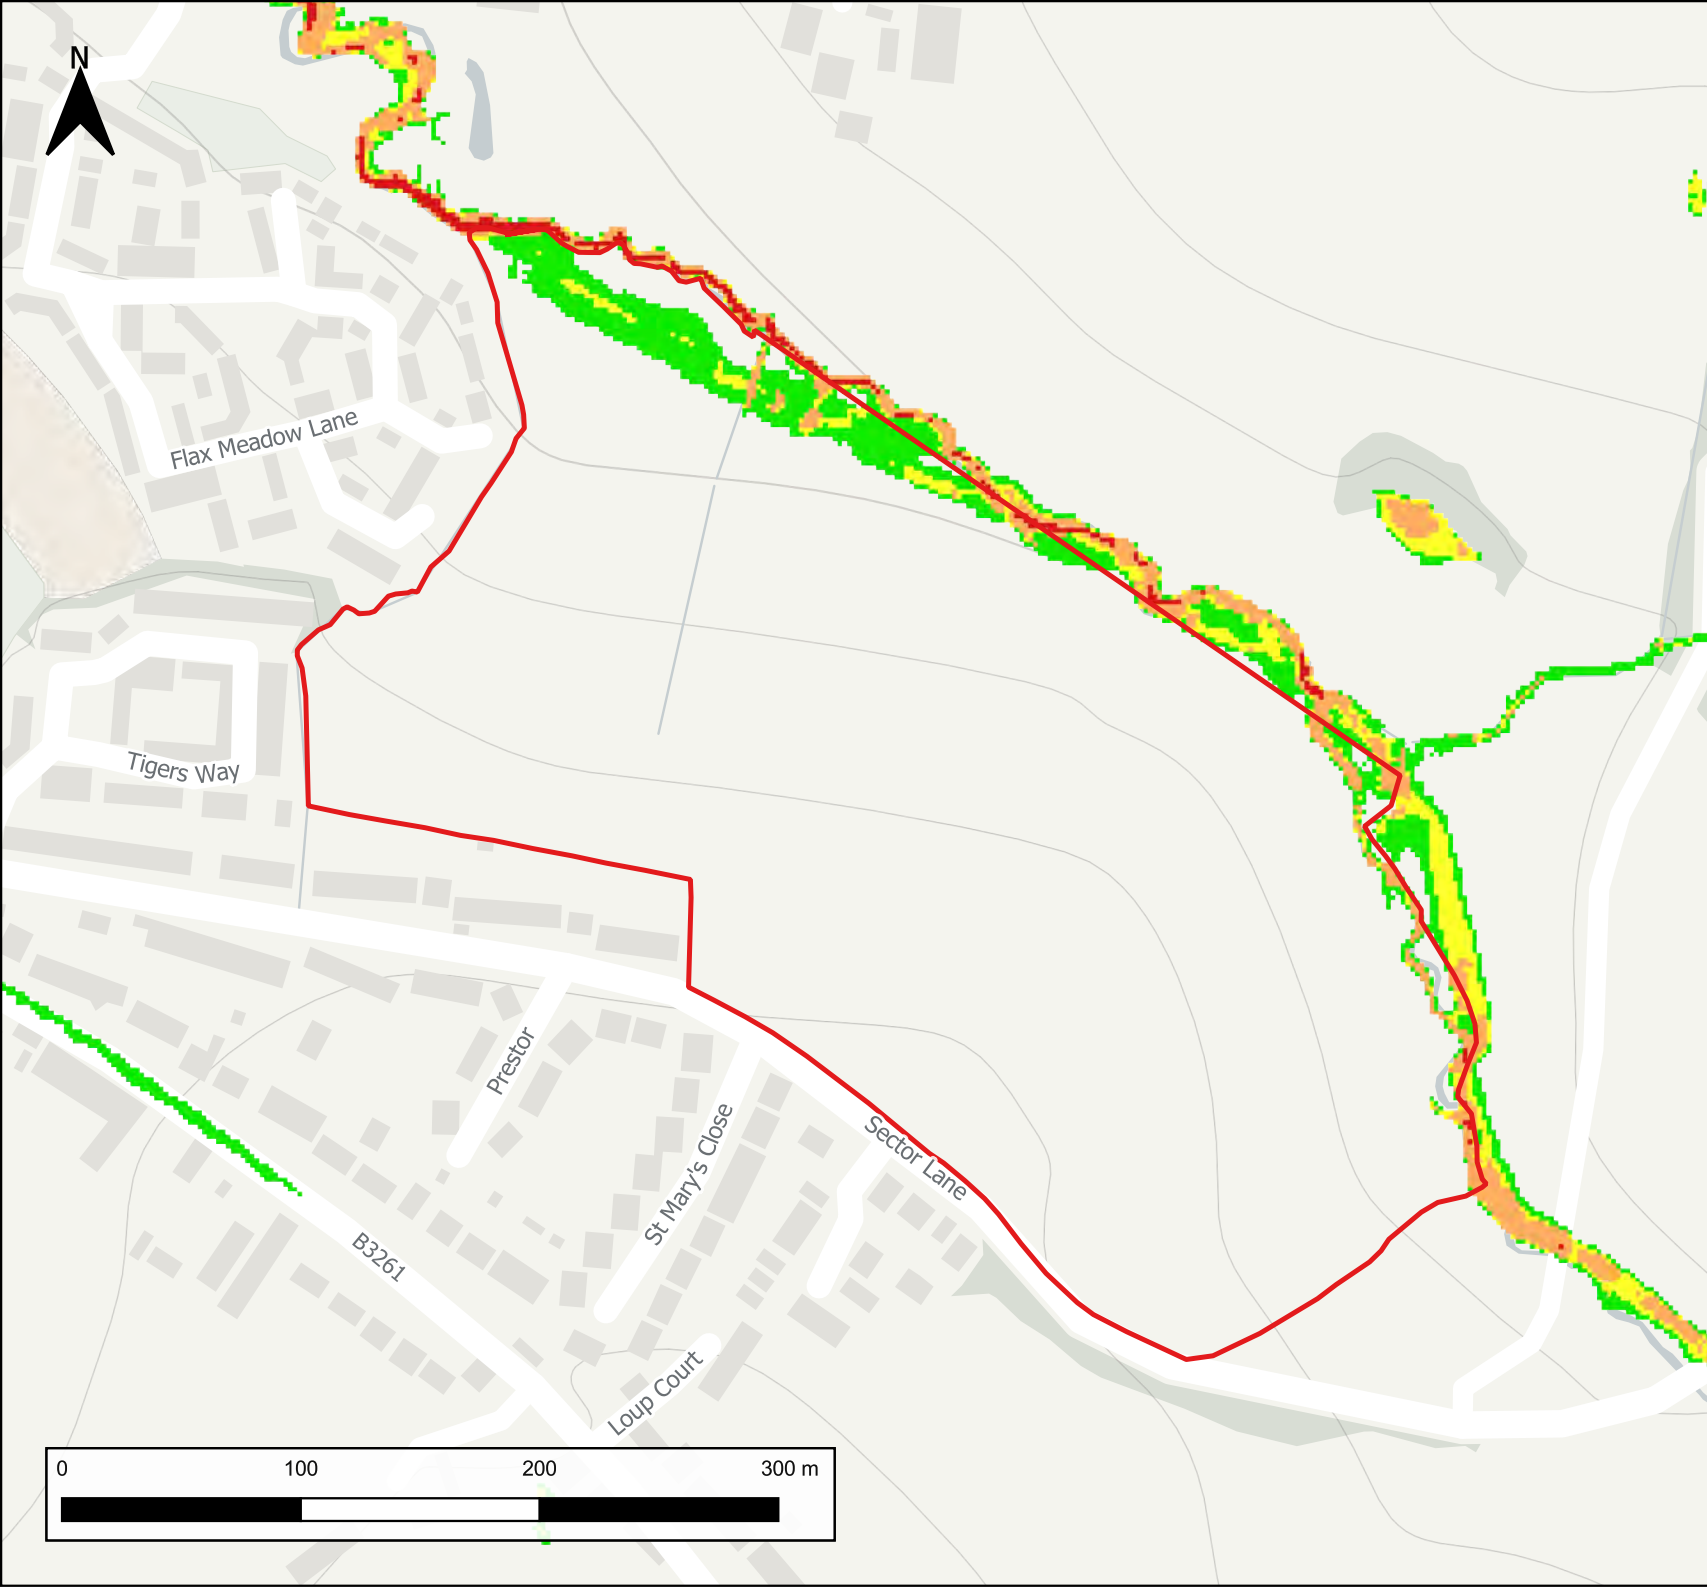 N
Flax Meadow Lane
Tigers Way
Prestor
St Mary's Close
Sector Lane
B3261
Loup Court
0 100 200 300 m